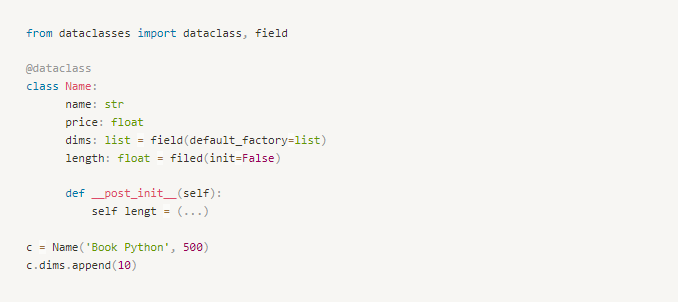 from dataclasses import dataclass, field
@dataclass
class Name:
name: str
price: float
dims: list = field(default_factory=list)
length: float = filed(init=False)
def __post_init__(self):
self lengt = (...)
c = Name('Book Python', 500)
c.dims.append(10)